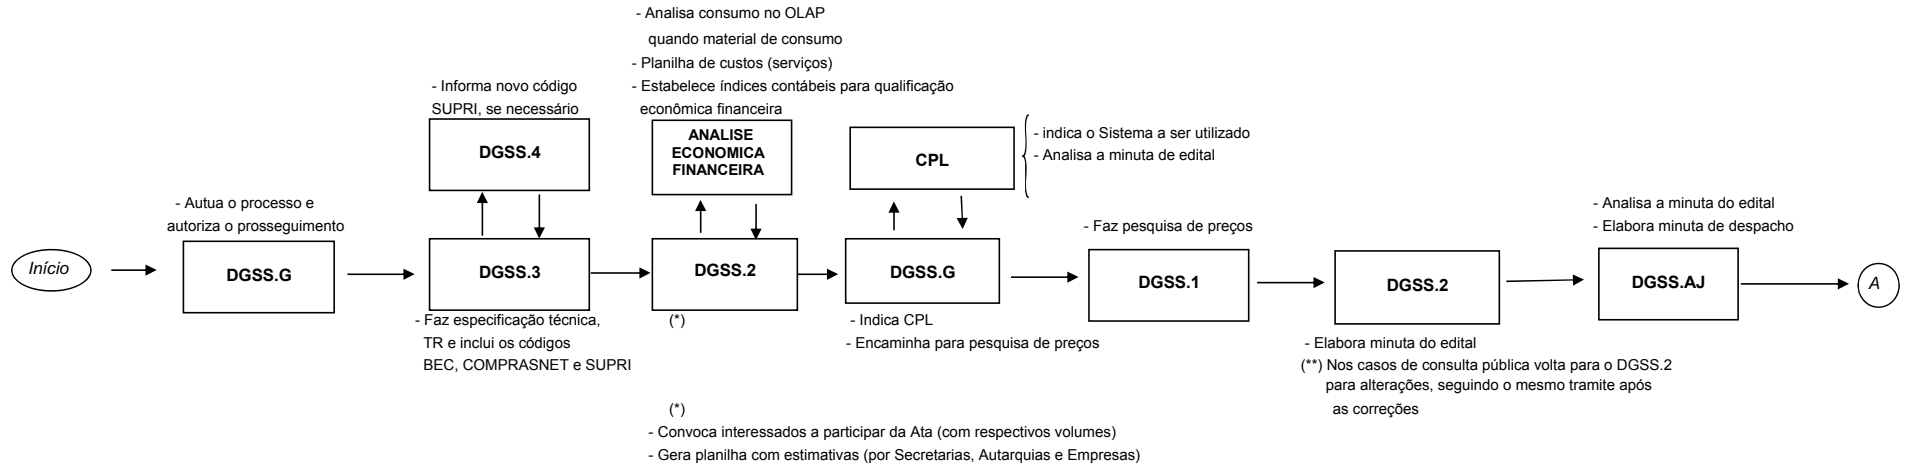 - Analisa consumo no OLAP
quando material de consumo
- Planilha de custos (serviços)
- Estabelece índices contábeis para qualificação
econômica financeira
- Informa novo código
SUPRI, se necessário
DGSS.4
ANALISE
ECONOMICA
FINANCEIRA
CPL
- indica o Sistema a ser utilizado
- Analisa a minuta de edital
- Autua o processo e
autoriza o prosseguimento
- Faz pesquisa de preços
- Analisa a minuta do edital
- Elabora minuta de despacho
Início
DGSS.G
DGSS.3
DGSS.2
DGSS.G
DGSS.1
DGSS.2
DGSS.AJ
A
- Faz especificação técnica,
TR e inclui os códigos
BEC, COMPRASNET e SUPRI
(*)
- Indica CPL
- Encaminha para pesquisa de preços
- Elabora minuta do edital
(**) Nos casos de consulta pública volta para o DGSS.2
para alterações, seguindo o mesmo tramite após
as correções
(*)
- Convoca interessados a participar da Ata (com respectivos volumes)
- Gera planilha com estimativas (por Secretarias, Autarquias e Empresas)